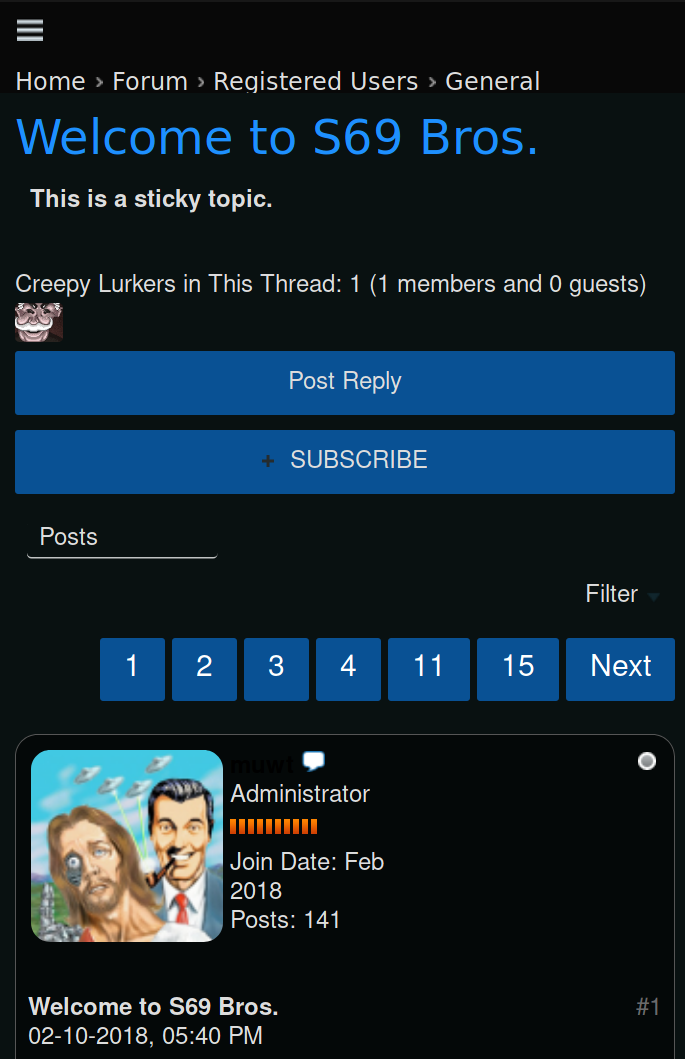 Home › Forum › Registered Users › General
Welcome to S69 Bros.
This is a sticky topic.
Creepy Lurkers in This Thread: 1 (1 members and 0 guests)
Post Reply
+ SUBSCRIBE
Posts
Filter
1 2 3 4 11 15 Next
muwt
Administrator
Join Date: Feb
2018
Posts: 141
Welcome to S69 Bros. #1
02-10-2018, 05:40 PM